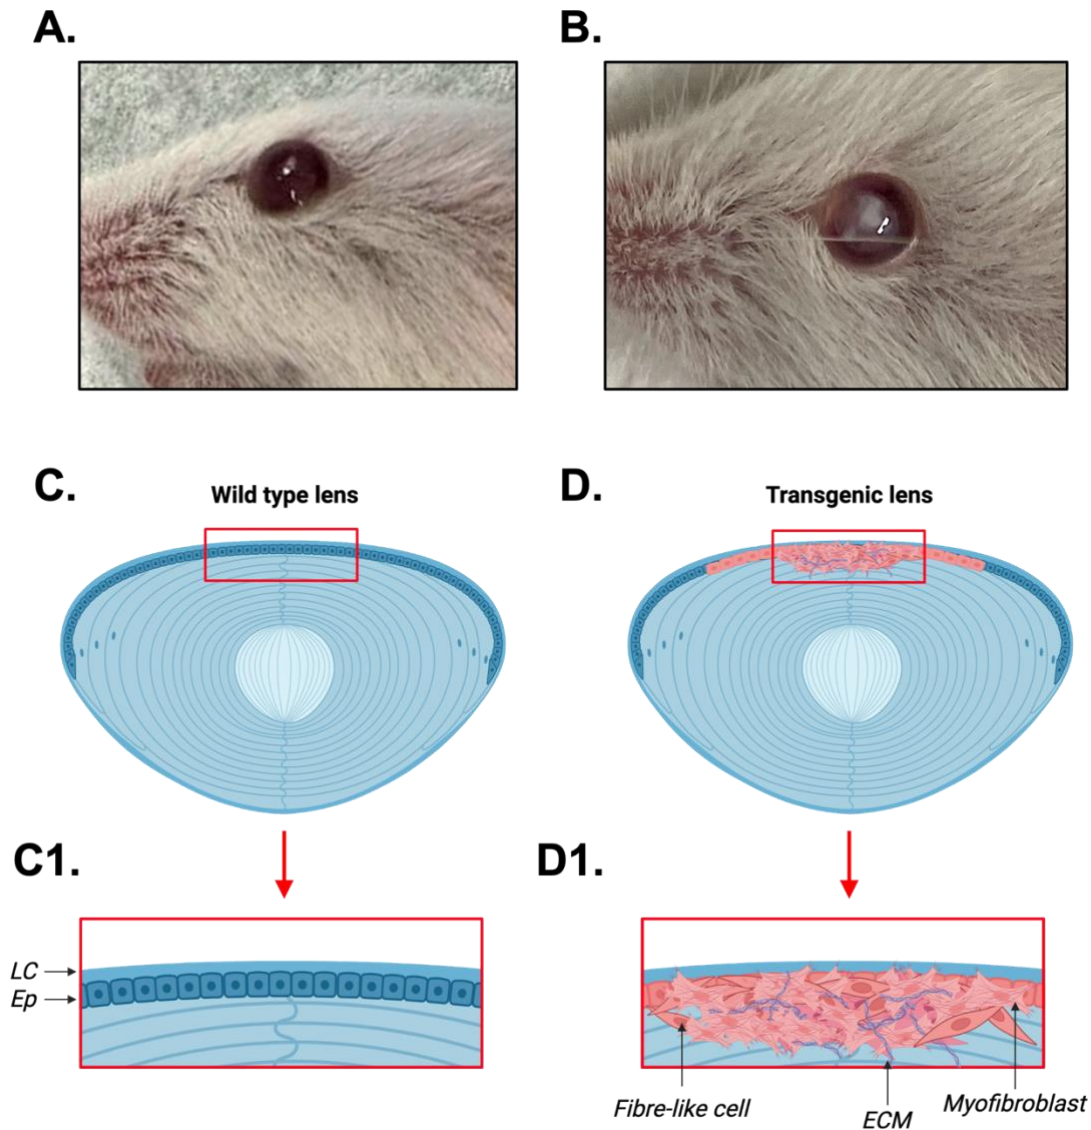 A.
B.
C.
Wild type lens
D.
Transgenic lens
C1.
D1.
LC
Ep
Fibre-like cell
ECM
Myofibroblast